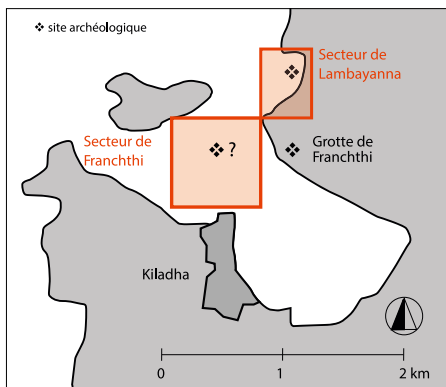 site archéologique
Secteur de
Lambayanna
Secteur de
Franchthi
?
Grotte de
Franchthi
Kiladha
0
1
2 km